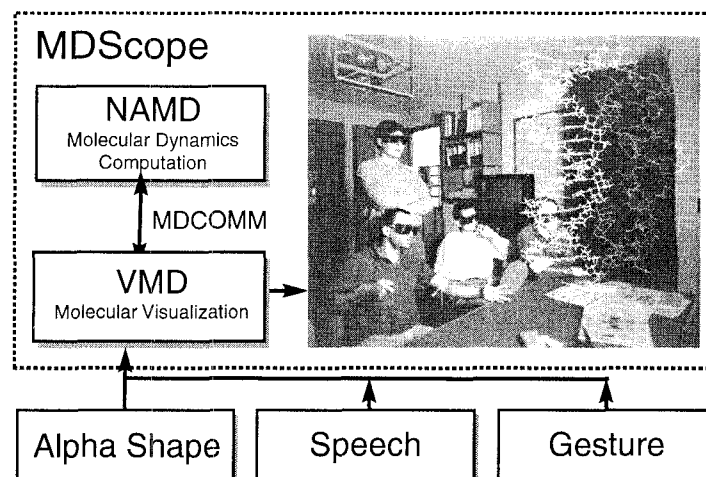 MDScope
NAMD
Molecular Dynamics
Computation
MDCOMM
VMD
Molecular Visualization
Alpha Shape
Speech
Gesture